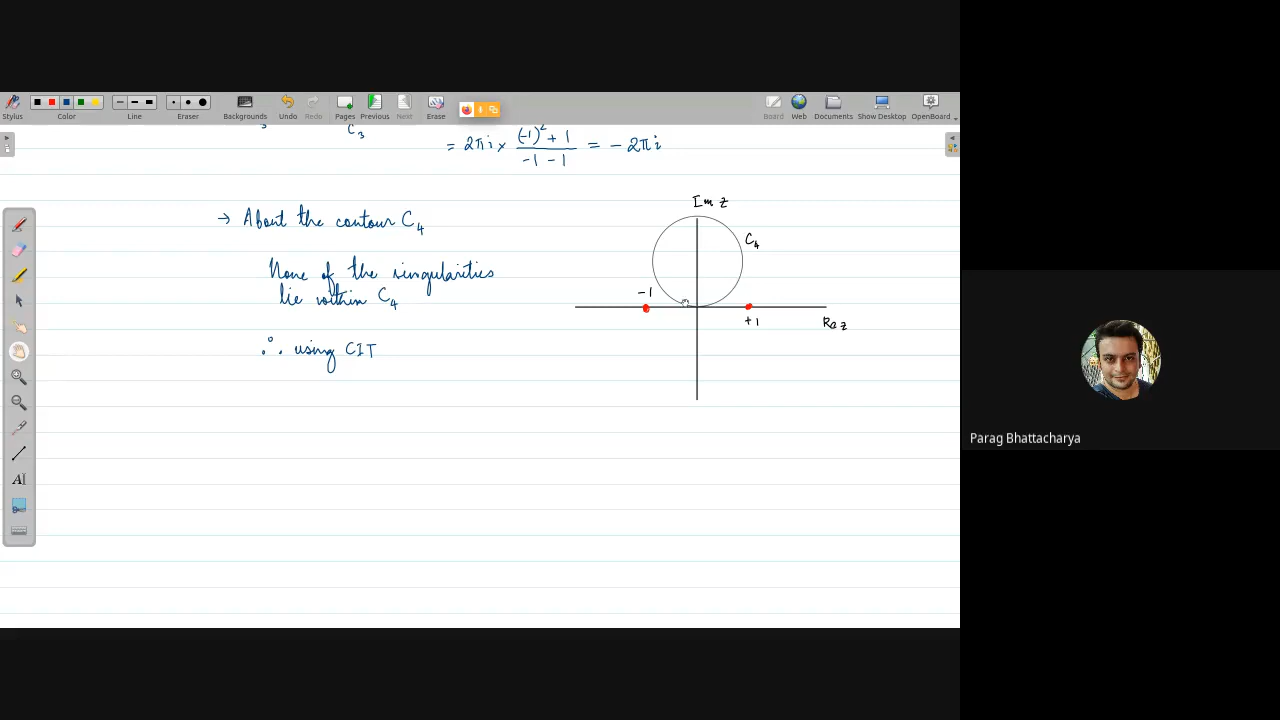 Stylus Color Line Eraser Backgrounds Undo Redo Pages Previous Next Erase Board Web Documents Show Desktop OpenBoard
3 C₃
= 2πi × (-1)² + 1 / -1 - 1 = - 2πi
→ About the contour C₄
None of the singularities
lie within C₄
∴ using CIT
Im z
C₄
-1
+1
Re z
Parag Bhattacharya